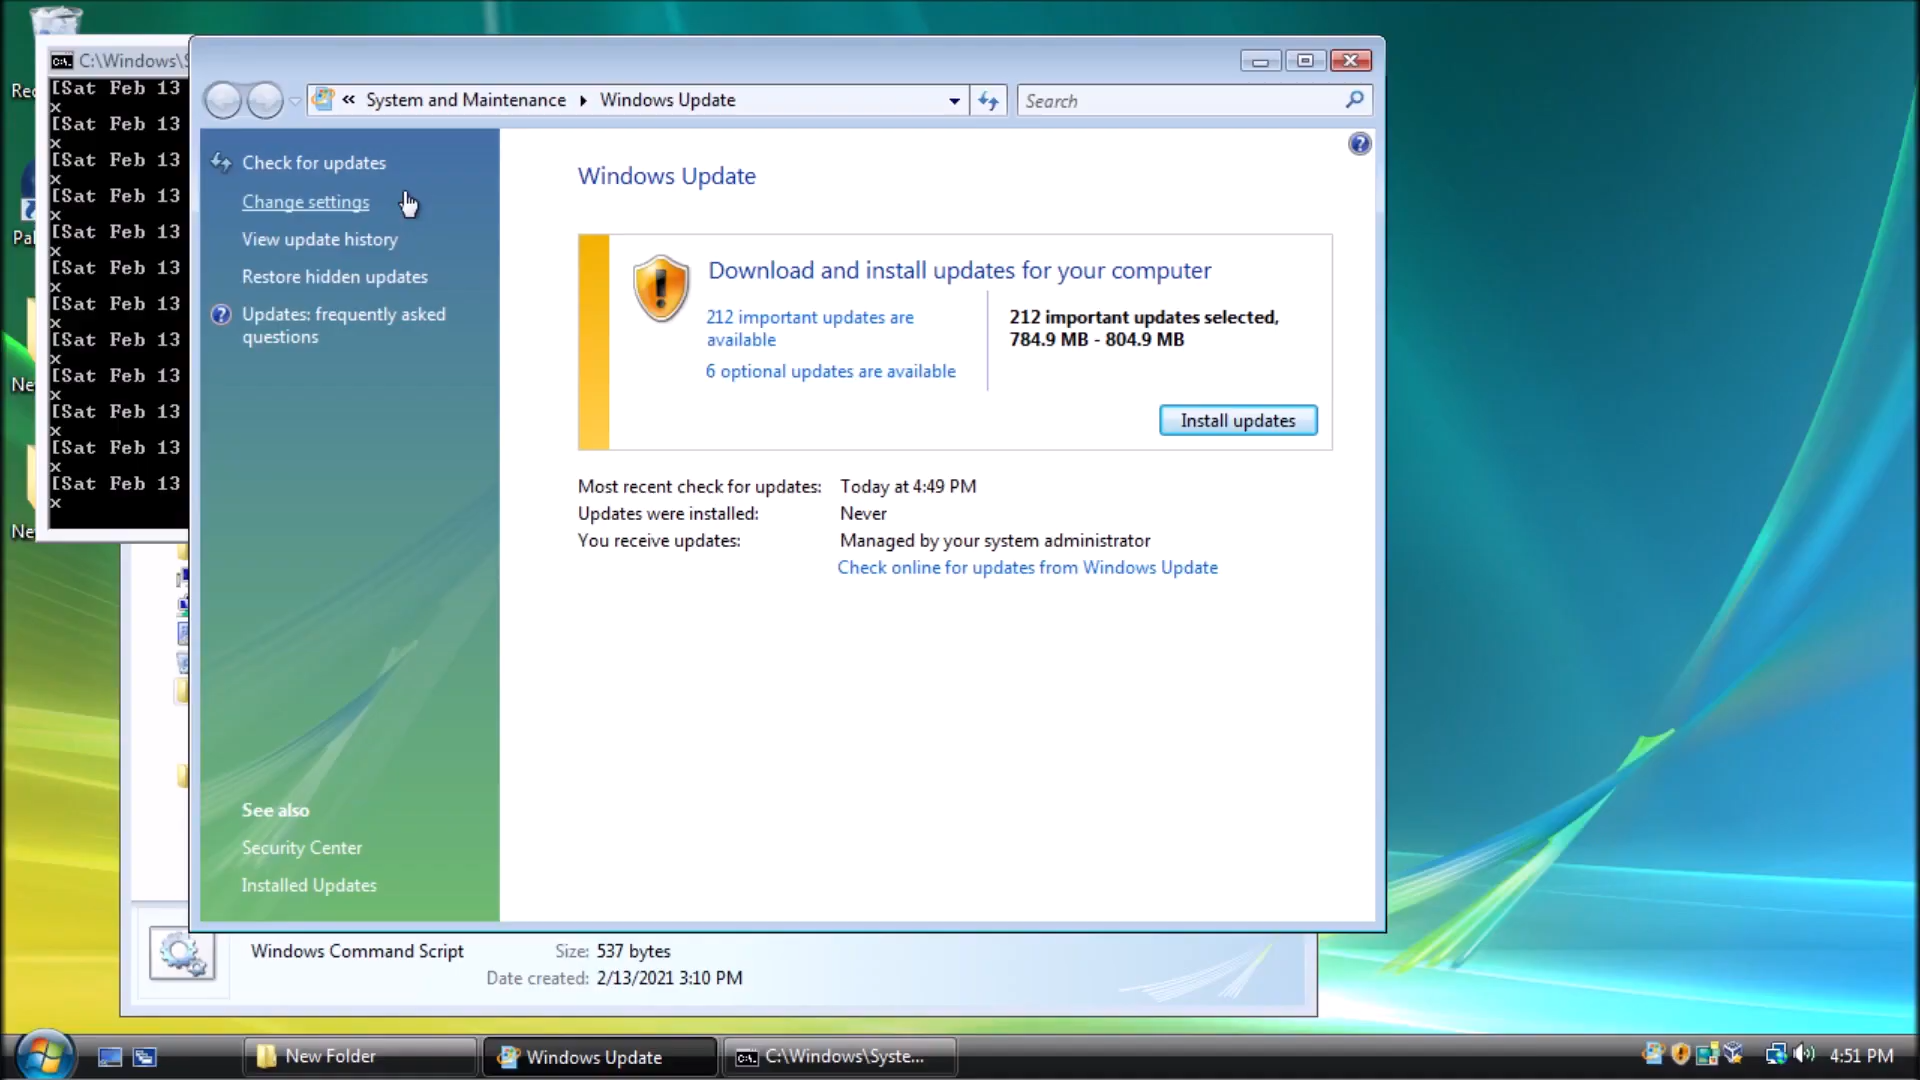 C:\Windows\S
[Sat Feb 13
x
[Sat Feb 13
x
[Sat Feb 13
x
[Sat Feb 13
x
[Sat Feb 13
x
[Sat Feb 13
x
[Sat Feb 13
x
[Sat Feb 13
x
[Sat Feb 13
x
[Sat Feb 13
x
[Sat Feb 13
x
[Sat Feb 13
x
« System and Maintenance Windows Update
Search
Check for updates
Change settings
View update history
Restore hidden updates
Updates: frequently asked
questions
See also
Security Center
Installed Updates
Windows Update
Download and install updates for your computer
212 important updates are
available
6 optional updates are available
212 important updates selected,
784.9 MB - 804.9 MB
Install updates
Most recent check for updates: Today at 4:49 PM
Updates were installed: Never
You receive updates: Managed by your system administrator
Check online for updates from Windows Update
Windows Command Script Size: 537 bytes
Date created: 2/13/2021 3:10 PM
New Folder
Windows Update
C:\Windows\Syste...
4:51 PM